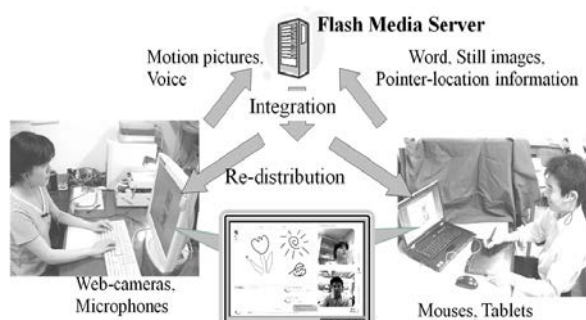 Flash Media Server
Motion pictures,
Voice
Word, Still images,
Pointer-location information
Integration
Re-distribution
Web-cameras,
Microphones
Mouses, Tablets